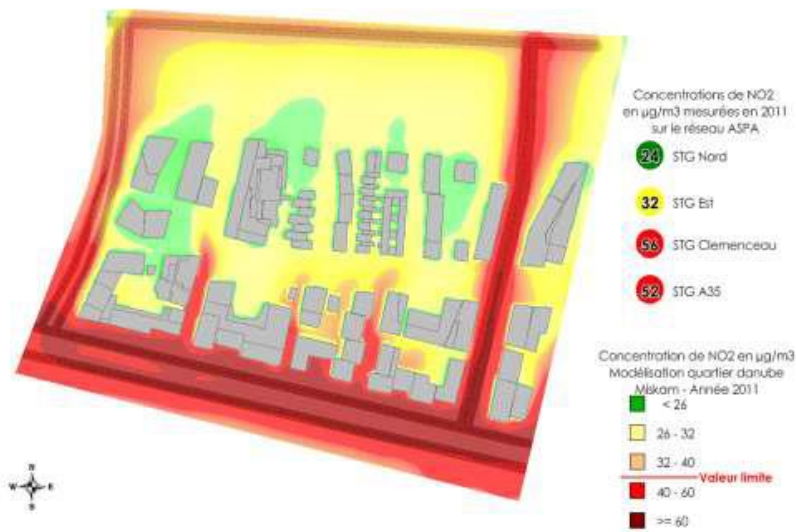 Concentrations de NO2
en µg/m3 mesurées en 2011
sur le réseau ASPA
24 STG Nord
32 STG Est
56 STG Clemenceau
52 STG A35
Concentration de NO2 en µg/m3
Modélisation quartier danube
Miskam - Année 2011
< 26
26 - 32
32 - 40
Valeur limite
40 - 60
>= 60
N
W E
S